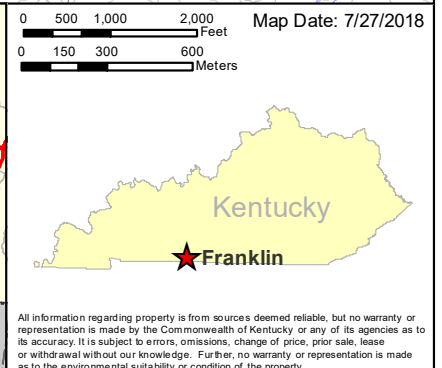 0 500 1,000 2,000
Feet
Map Date: 7/27/2018
0 150 300 600
Meters
Kentucky
Franklin
All information regarding property is from sources deemed reliable, but no warranty or
representation is made by the Commonwealth of Kentucky or any of its agencies as to
its accuracy. It is subject to errors, omissions, change of price, prior sale, lease
or withdrawal without our knowledge. Further, no warranty or representation is made
as to the environmental suitability or condition of the property.